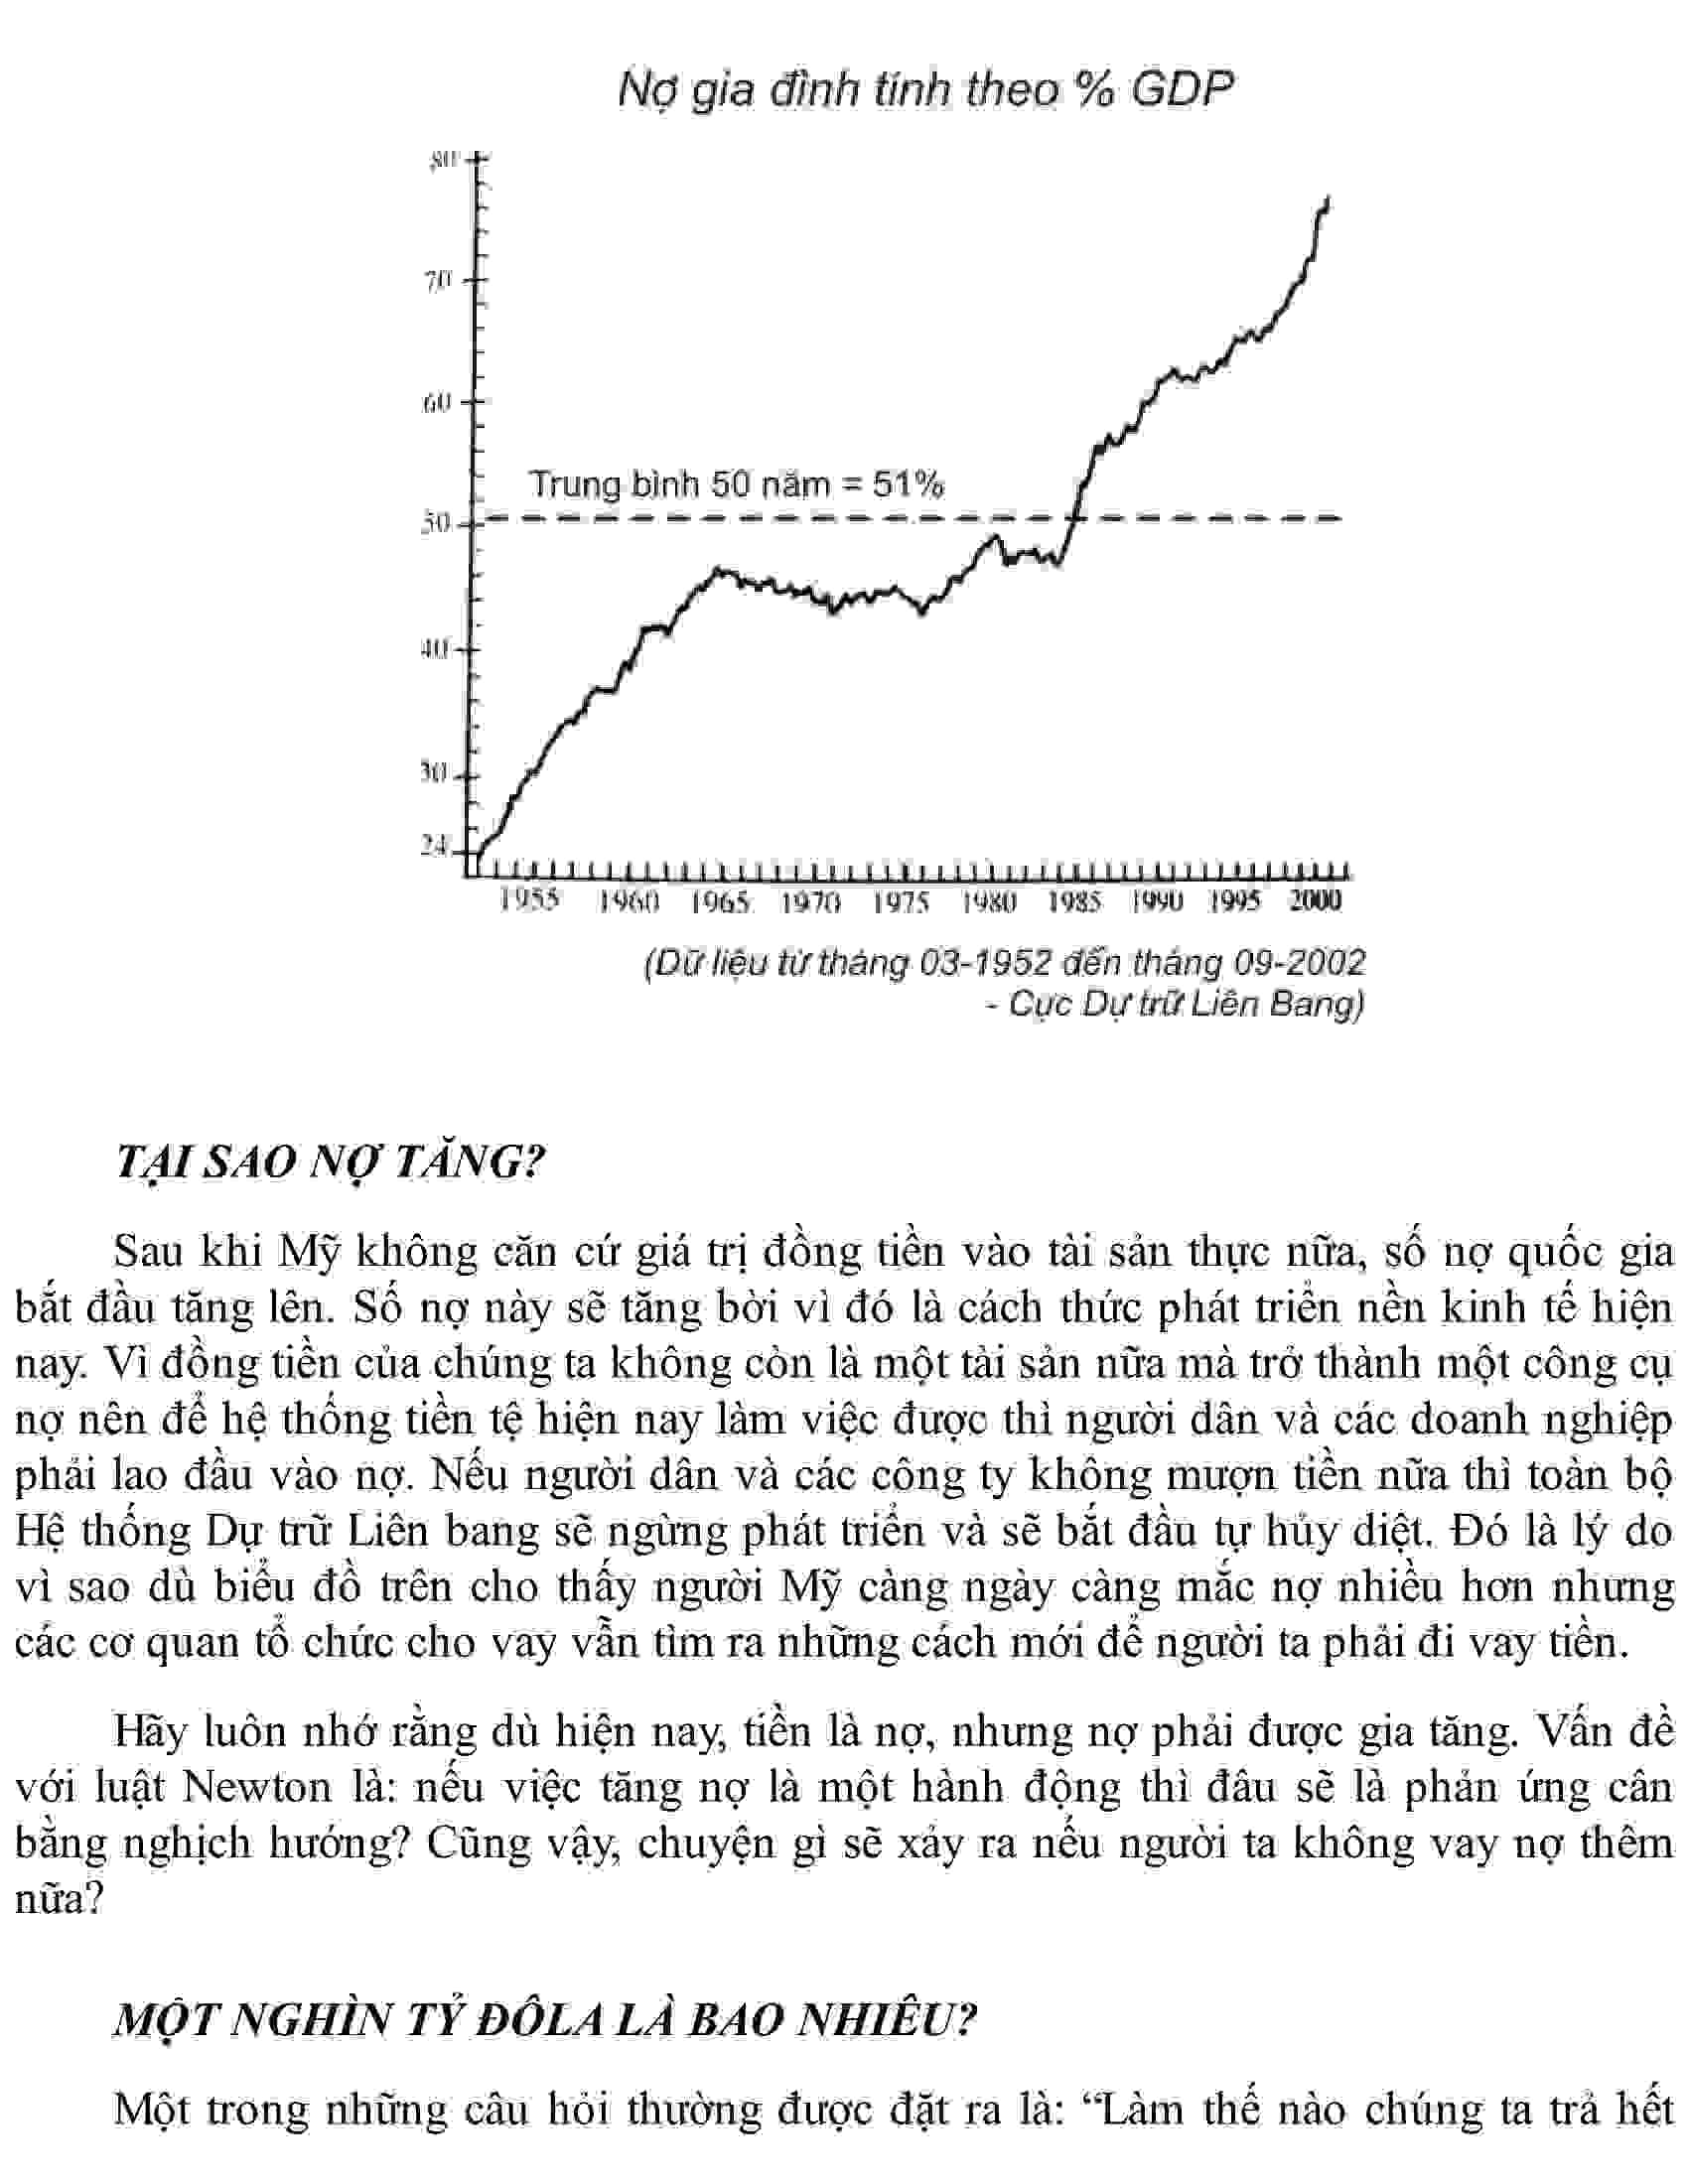 Nợ gia đình tính theo % GDP
80
70
60
Trung bình 50 năm = 51%
50
40
30
24
1955 1960 1965 1970 1975 1980 1985 1990 1995 2000
(Dữ liệu từ tháng 03-1952 đến tháng 09-2002
- Cục Dự trữ Liên Bang)
TẠI SAO NỢ TĂNG?
Sau khi Mỹ không căn cứ giá trị đồng tiền vào tài sản thực nữa, số nợ quốc gia
bắt đầu tăng lên. Số nợ này sẽ tăng bởi vì đó là cách thức phát triển nền kinh tế hiện
nay. Vì đồng tiền của chúng ta không còn là một tài sản nữa mà trở thành một công cụ
nợ nên để hệ thống tiền tệ hiện nay làm việc được thì người dân và các doanh nghiệp
phải lao đầu vào nợ. Nếu người dân và các công ty không mượn tiền nữa thì toàn bộ
Hệ thống Dự trữ Liên bang sẽ ngừng phát triển và sẽ bắt đầu tự hủy diệt. Đó là lý do
vì sao dù biểu đồ trên cho thấy người Mỹ càng ngày càng mắc nợ nhiều hơn nhưng
các cơ quan tổ chức cho vay vẫn tìm ra những cách mới để người ta phải đi vay tiền.
Hãy luôn nhớ rằng dù hiện nay, tiền là nợ, nhưng nợ phải được gia tăng. Vấn đề
với luật Newton là: nếu việc tăng nợ là một hành động thì đâu sẽ là phản ứng cân
bằng nghịch hướng? Cũng vậy, chuyện gì sẽ xảy ra nếu người ta không vay nợ thêm
nữa?
MỘT NGHÌN TỶ ĐÔLA LÀ BAO NHIÊU?
Một trong những câu hỏi thường được đặt ra là: “Làm thế nào chúng ta trả hết